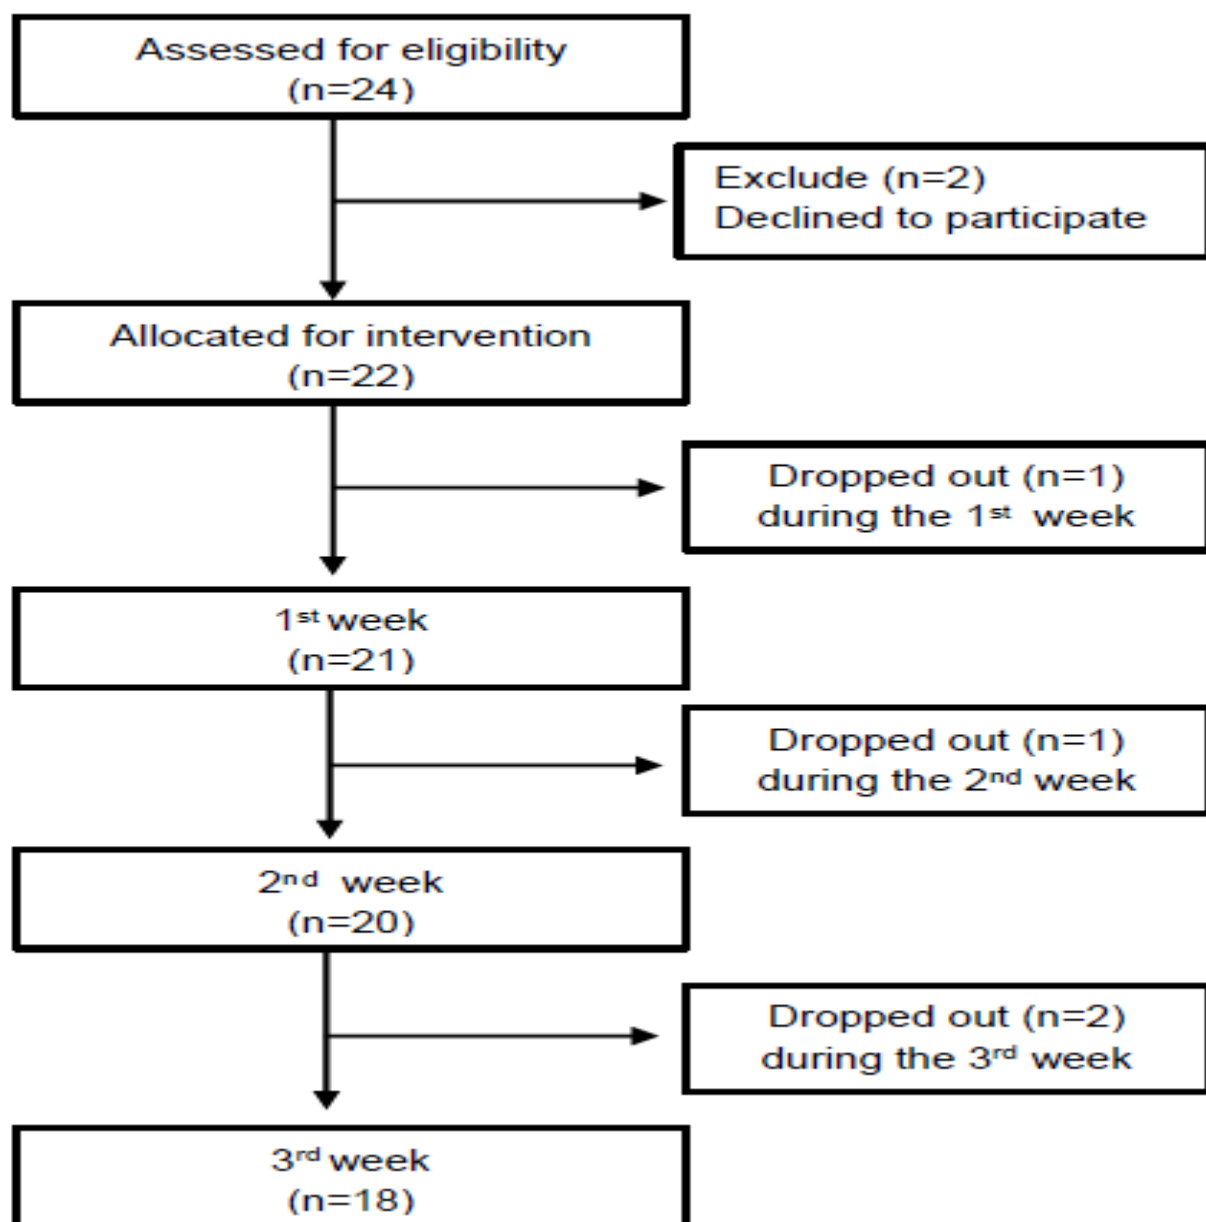 Assessed for eligibility
(n=24)
Exclude (n=2)
Declined to participate
Allocated for intervention
(n=22)
Dropped out (n=1)
during the 1st week
1st week
(n=21)
Dropped out (n=1)
during the 2nd week
2nd week
(n=20)
Dropped out (n=2)
during the 3rd week
3rd week
(n=18)